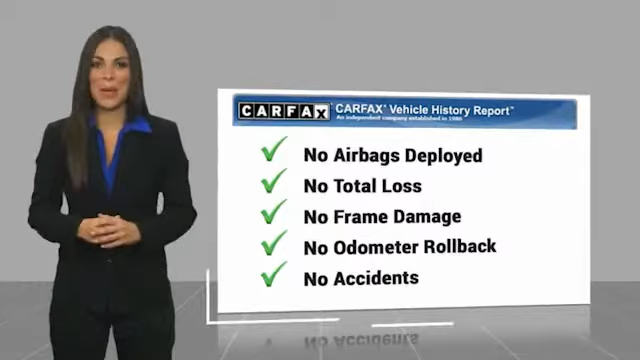 CARFAX CARFAX Vehicle History Report™
An independent company established in 1986
No Airbags Deployed
No Total Loss
No Frame Damage
No Odometer Rollback
No Accidents